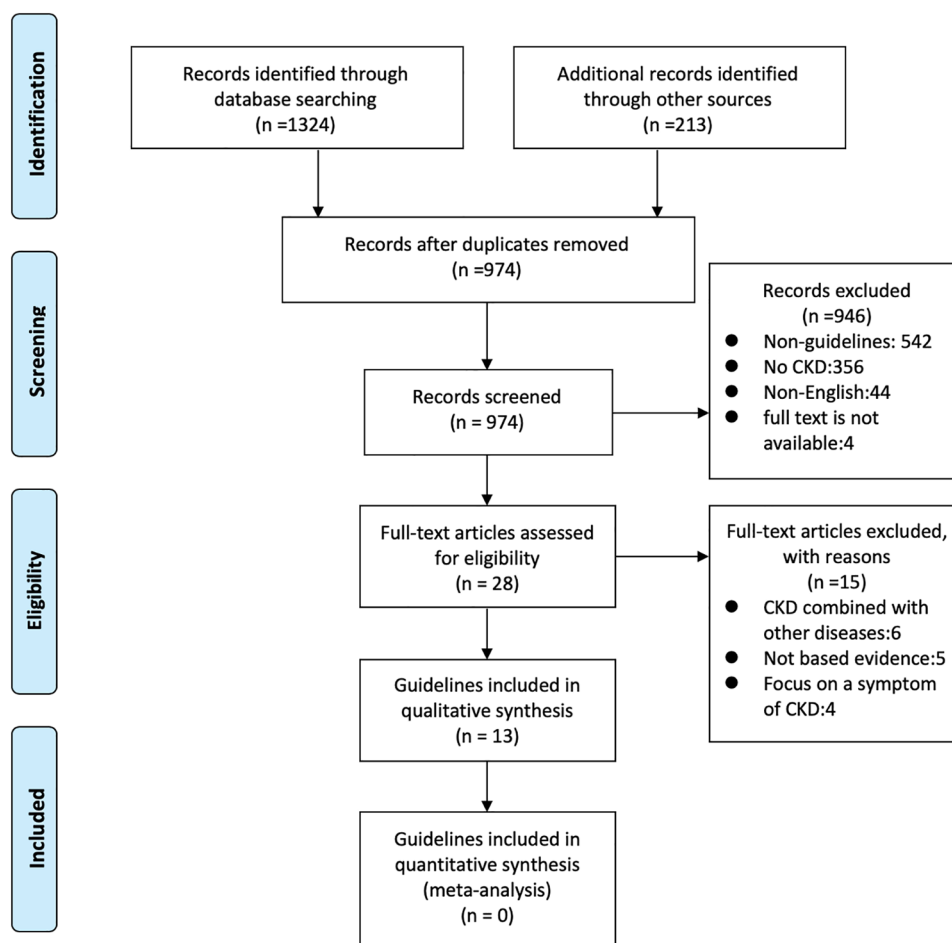 Identification
Records identified through
database searching
(n =1324)
Additional records identified
through other sources
(n =213)
Records after duplicates removed
(n =974)
Screening
Records screened
(n = 974)
Records excluded
(n =946)
● Non-guidelines: 542
● No CKD:356
● Non-English:44
● full text is not
available:4
Eligibility
Full-text articles assessed
for eligibility
(n = 28)
Full-text articles excluded,
with reasons
(n =15)
● CKD combined with
other diseases:6
● Not based evidence:5
● Focus on a symptom
of CKD:4
Guidelines included in
qualitative synthesis
(n = 13)
Included
Guidelines included in
quantitative synthesis
(meta-analysis)
(n = 0)